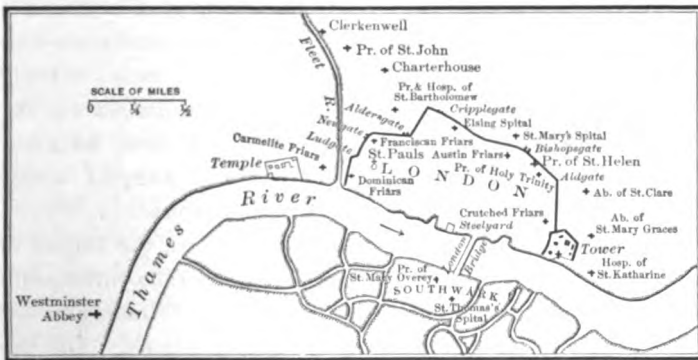 Clerkenwell
Pr. of St. John
Charterhouse
Fleet R.
SCALE OF MILES
0 ¼ ½
Pr. & Hosp. of
St. Bartholomew
Aldersgate
Cripplegate
Elsing Spital
Newgate
Ludgate
St. Mary's Spital
Bishopsgate
Carmelite Friars
Franciscan Friars
St. Pauls
Austin Friars
Pr. of St. Helen
Temple
LONDON
Pr. of Holy Trinity
Aldgate
Dominican
Friars
Ab. of St. Clare
River
Thames
Crutched Friars
Steelyard
Ab. of
St. Mary Graces
Tower
London
Bridge
Hosp. of
St. Katharine
Pr. of
St. Mary Overey
SOUTHWARK
St. Thomas's
Spital
Westminster
Abbey